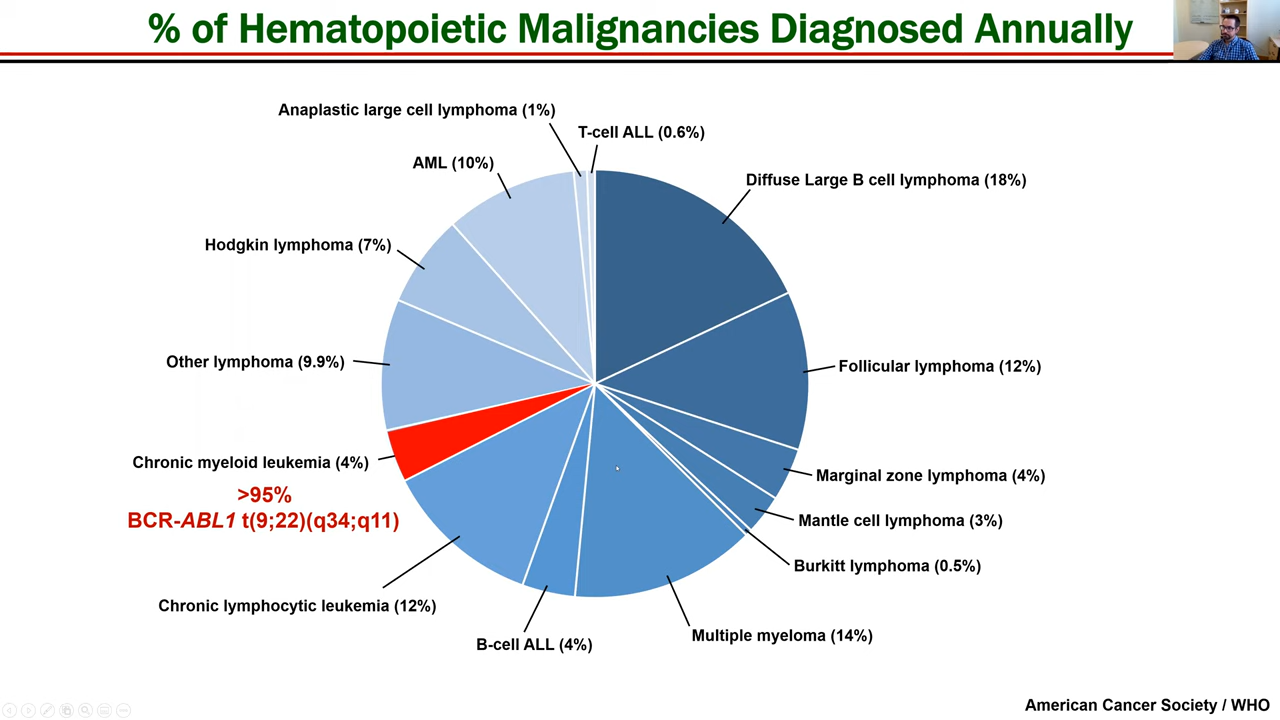 % of Hematopoietic Malignancies Diagnosed Annually
Anaplastic large cell lymphoma (1%)
T-cell ALL (0.6%)
AML (10%)
Diffuse Large B cell lymphoma (18%)
Hodgkin lymphoma (7%)
Other lymphoma (9.9%)
Follicular lymphoma (12%)
Chronic myeloid leukemia (4%)
>95%
BCR-ABL1 t(9;22)(q34;q11)
Marginal zone lymphoma (4%)
Mantle cell lymphoma (3%)
Burkitt lymphoma (0.5%)
Chronic lymphocytic leukemia (12%)
B-cell ALL (4%)
Multiple myeloma (14%)
American Cancer Society / WHO